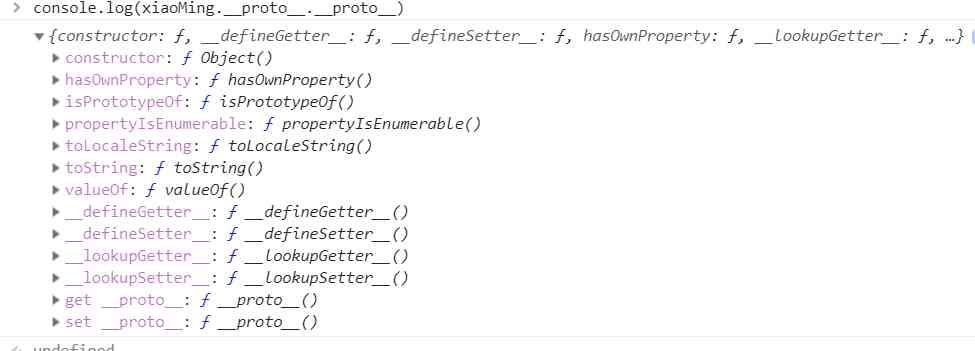 console.log(xiaoMing.__proto__.__proto__)
{constructor: ƒ, __defineGetter__: ƒ, __defineSetter__: ƒ, hasOwnProperty: ƒ, __lookupGetter__: ƒ, …}
constructor: ƒ Object()
hasOwnProperty: ƒ hasOwnProperty()
isPrototypeOf: ƒ isPrototypeOf()
propertyIsEnumerable: ƒ propertyIsEnumerable()
toLocaleString: ƒ toLocaleString()
toString: ƒ toString()
valueOf: ƒ valueOf()
__defineGetter__: ƒ __defineGetter__()
__defineSetter__: ƒ __defineSetter__()
__lookupGetter__: ƒ __lookupGetter__()
__lookupSetter__: ƒ __lookupSetter__()
get __proto__: ƒ __proto__()
set __proto__: ƒ __proto__()
undefined